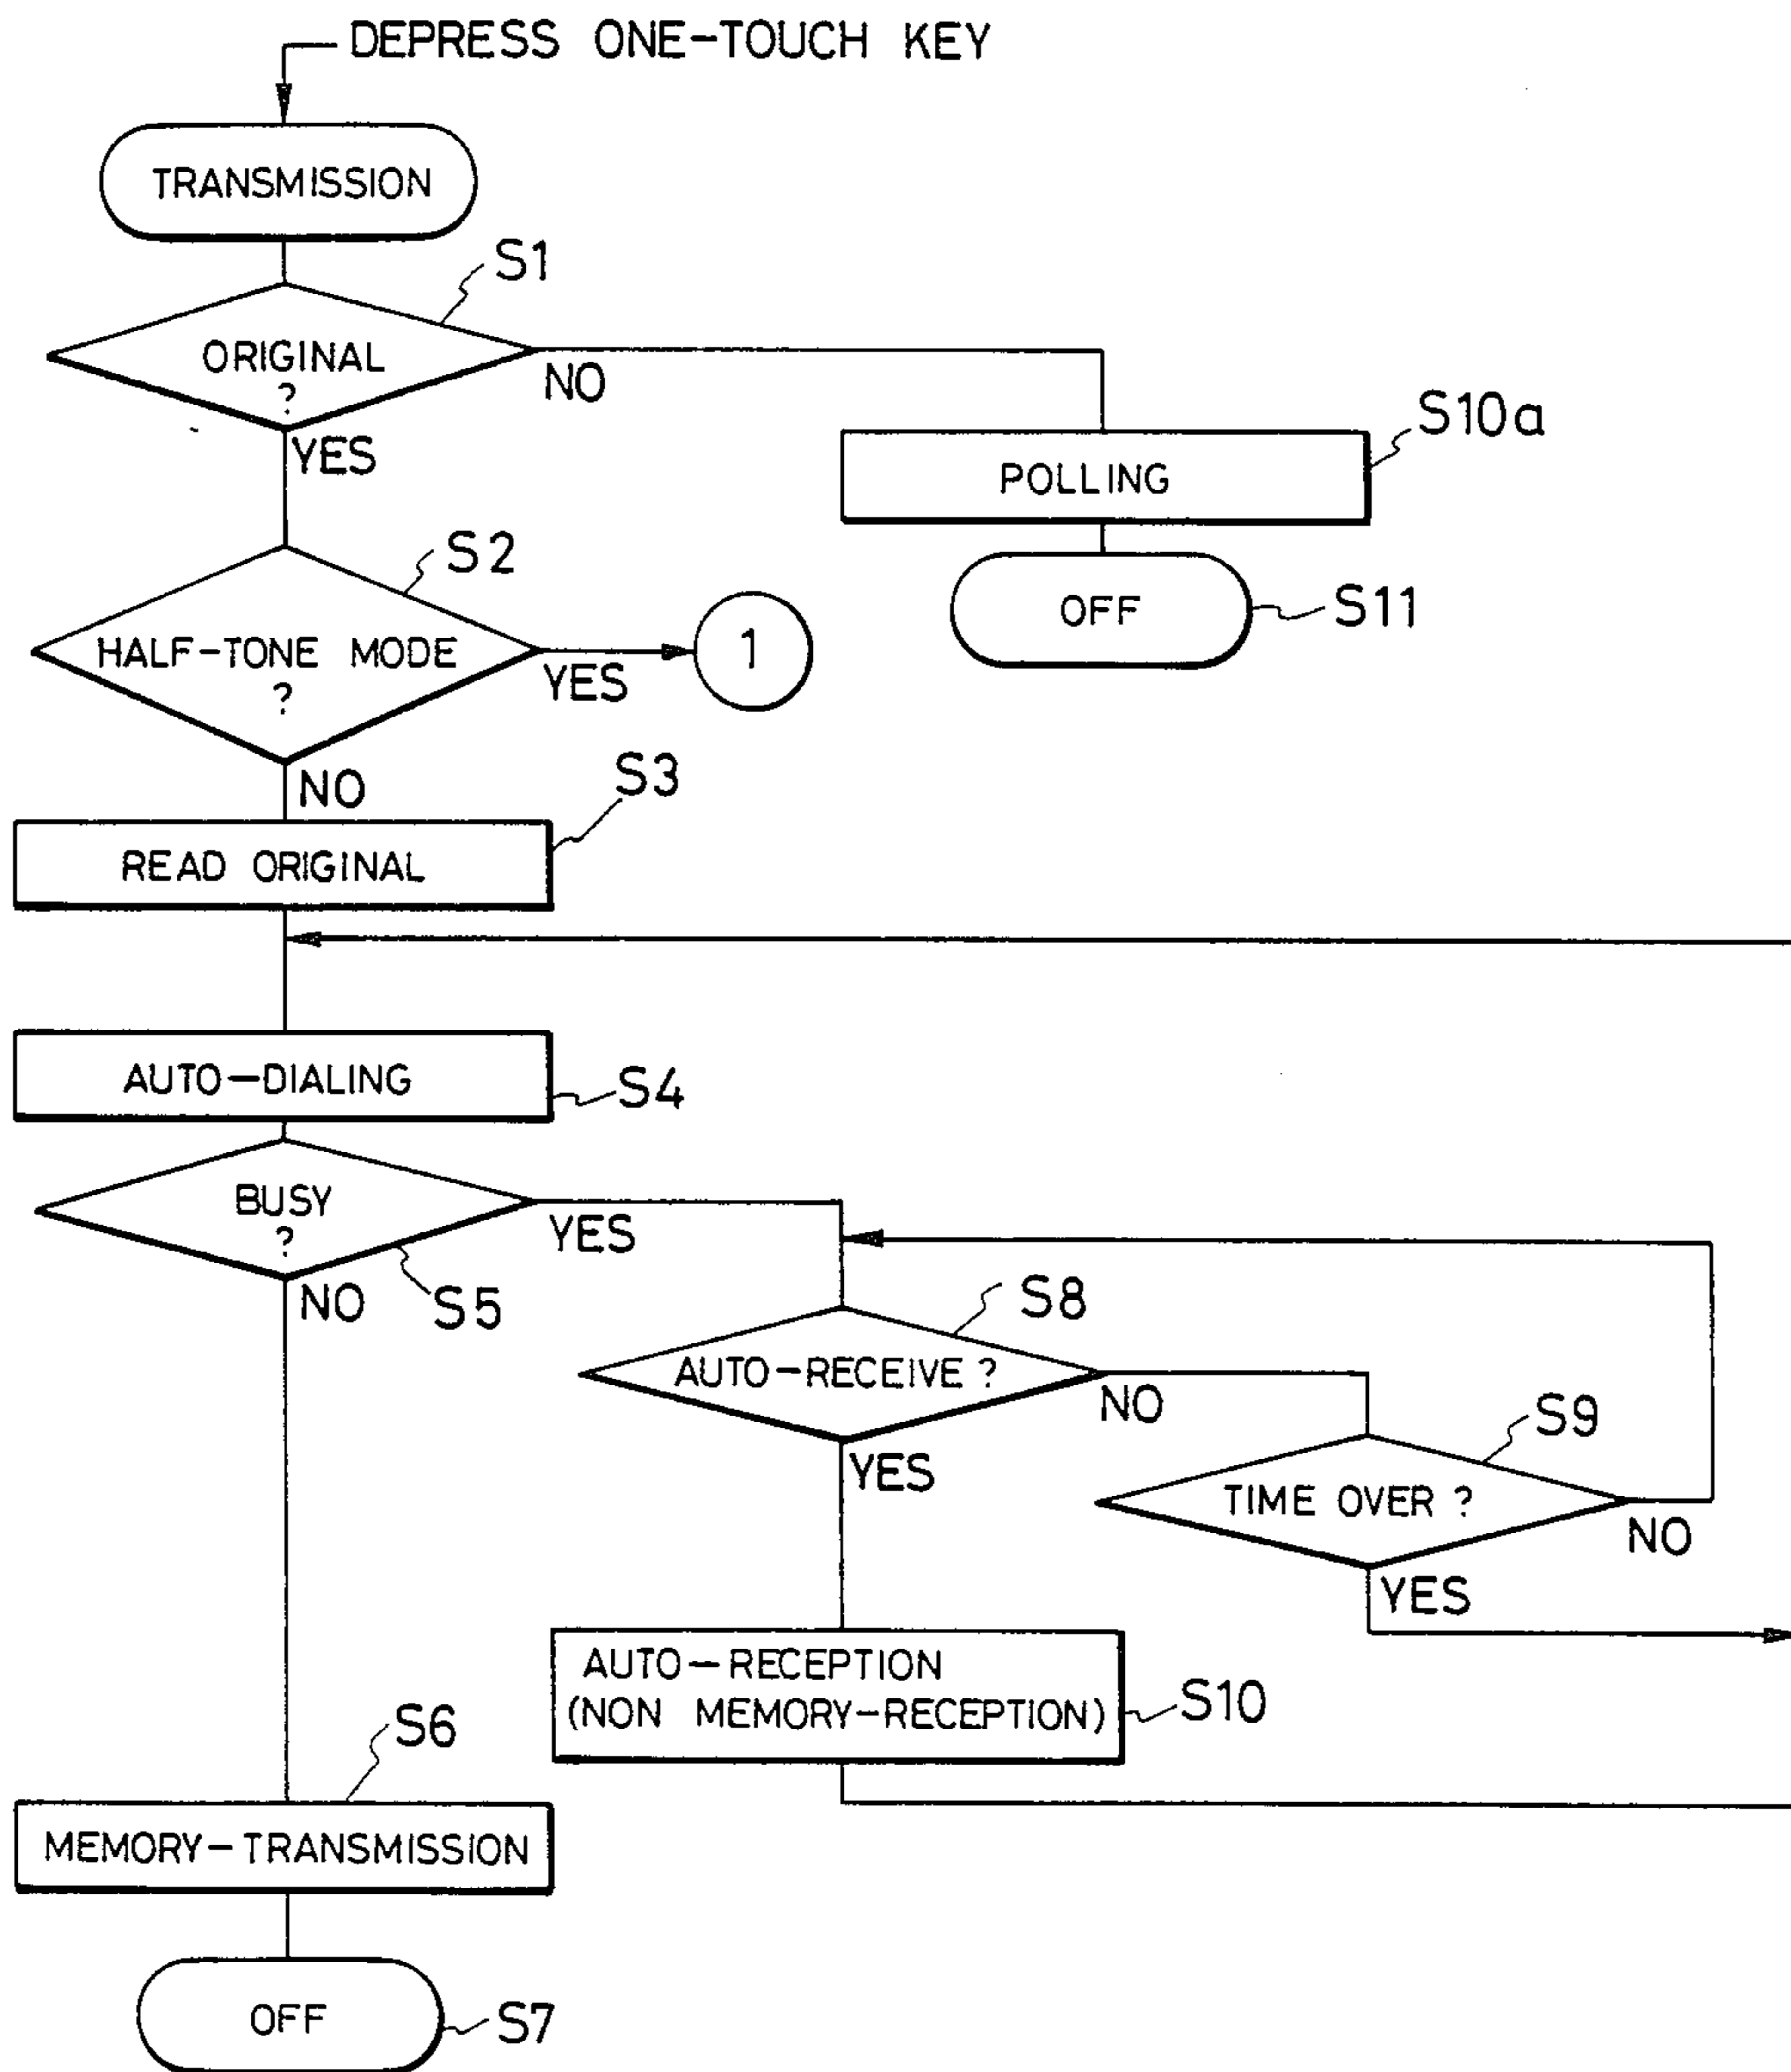 DEPRESS ONE-TOUCH KEY
TRANSMISSION
S1
ORIGINAL
?
NO
YES
S10a
POLLING
S2
OFF
S11
HALF-TONE MODE
?
YES
1
NO
S3
READ ORIGINAL
AUTO-DIALING
S4
BUSY
?
YES
NO
S5
S8
AUTO-RECEIVE ?
NO
YES
S9
TIME OVER ?
NO
YES
AUTO-RECEPTION
(NON MEMORY-RECEPTION)
S10
S6
MEMORY-TRANSMISSION
OFF
S7